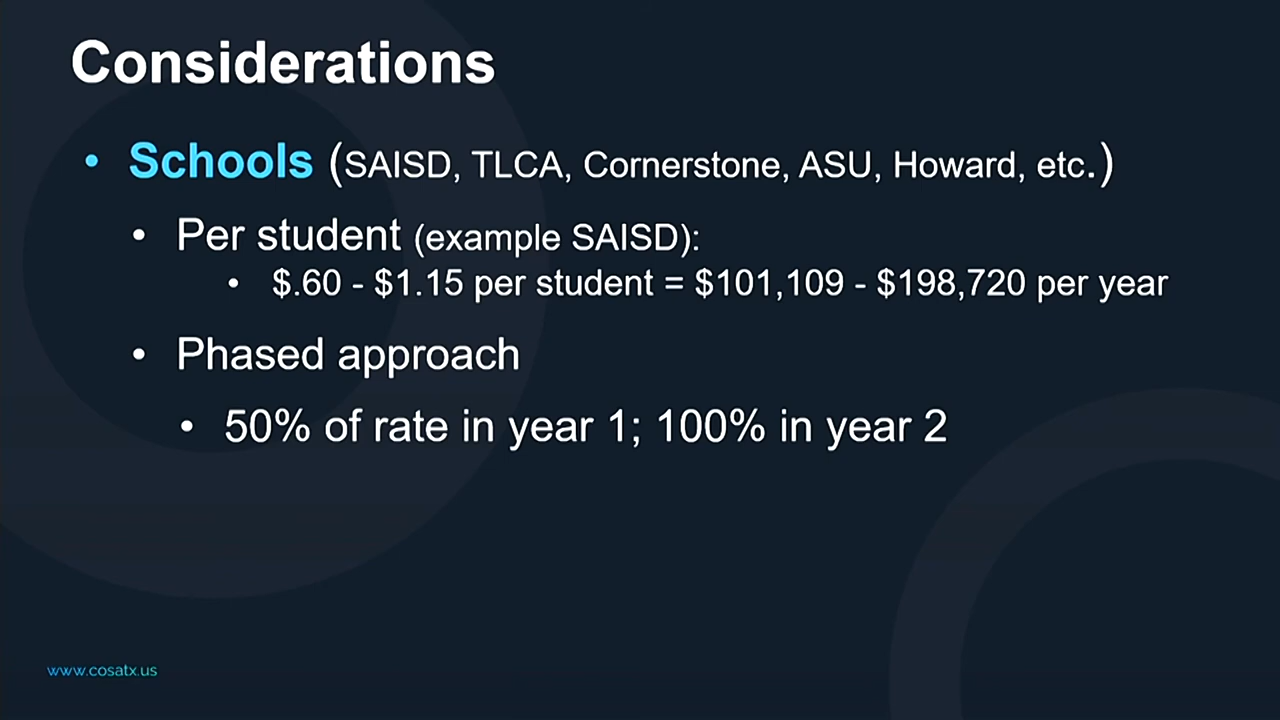 Considerations
• Schools (SAISD, TLCA, Cornerstone, ASU, Howard, etc.)
• Per student (example SAISD):
• $.60 - $1.15 per student = $101,109 - $198,720 per year
• Phased approach
• 50% of rate in year 1; 100% in year 2
www.cosatx.us